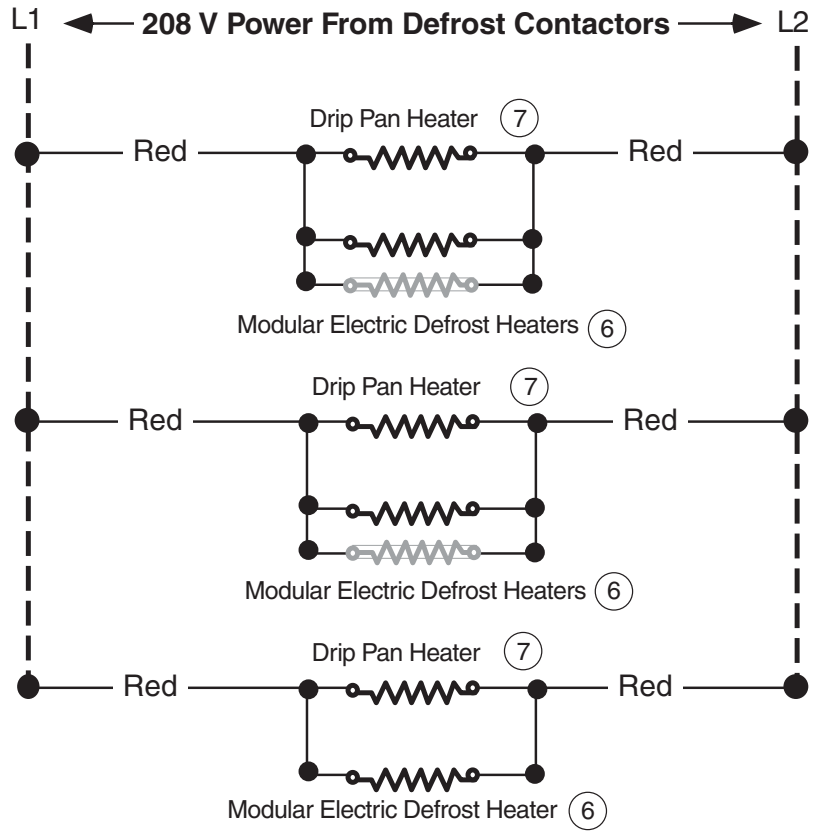 L1 208 V Power From Defrost Contactors L2
Drip Pan Heater 7
Red Red
Modular Electric Defrost Heaters 6
Drip Pan Heater 7
Red Red
Modular Electric Defrost Heaters 6
Drip Pan Heater 7
Red Red
Modular Electric Defrost Heater 6